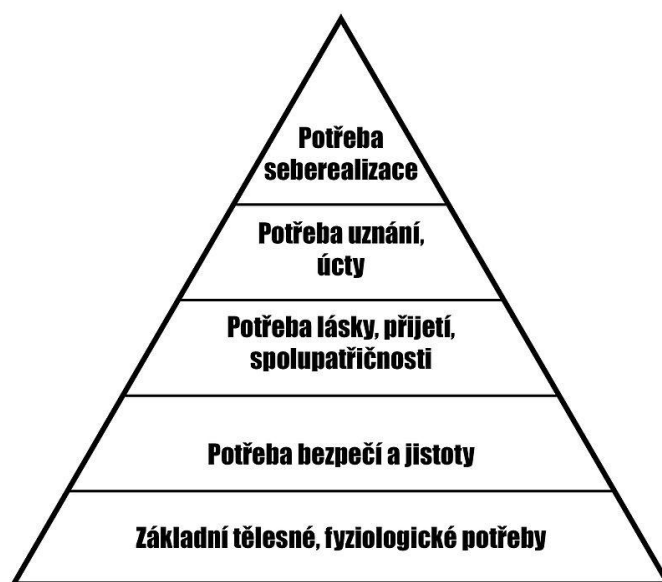 Potřeba
seberealizace
Potřeba uznání,
úcty
Potřeba lásky, přijetí,
spolupatřičnosti
Potřeba bezpečí a jistoty
Základní tělesné, fyziologické potřeby